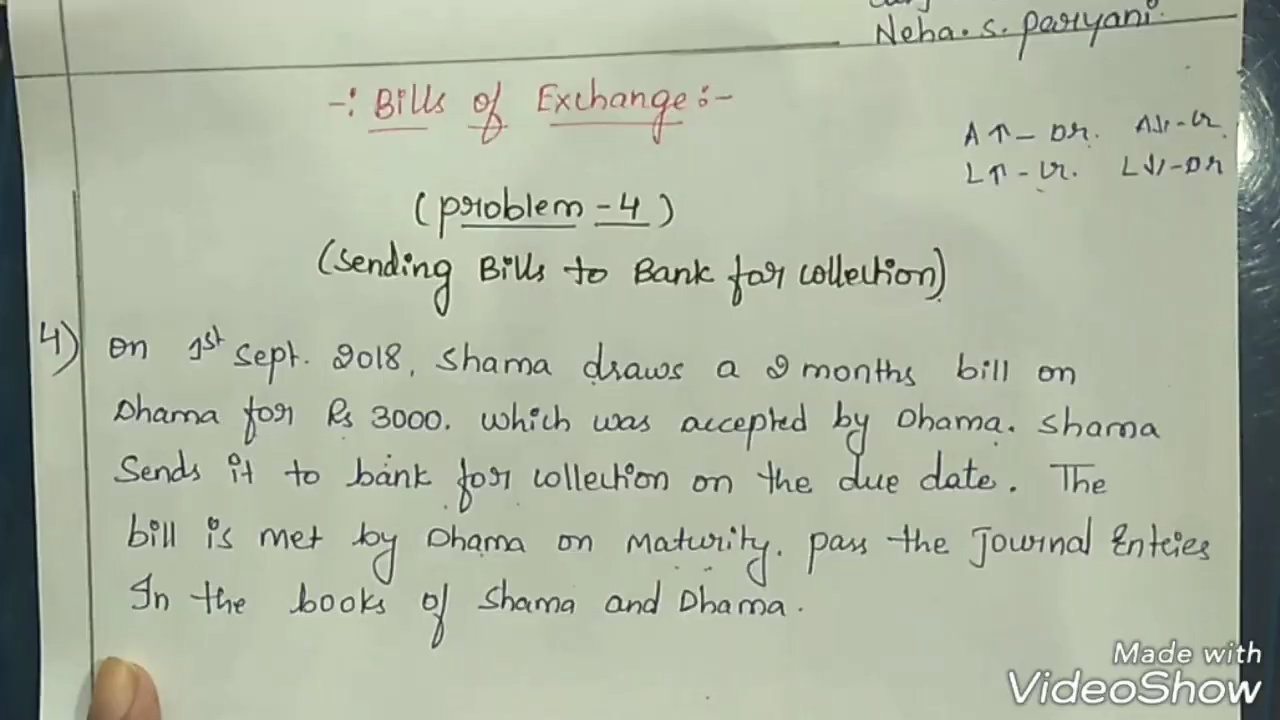 Neha. S. Paryani.
-: Bills of Exchange :-
A↑ - Dr. A↓ - Cr.
L↑ - Cr. L↓ - Dr
(problem - 4)
(Sending Bills to Bank for collection)
4) On 1st Sept. 2018, Shama draws a 2 months bill on
Dhama for Rs 3000. which was accepted by Dhama. Shama
Sends it to bank for collection on the due date. The
bill is met by Dhama on maturity. pass the Journal Entries
In the books of Shama and Dhama.
Made with
VideoShow